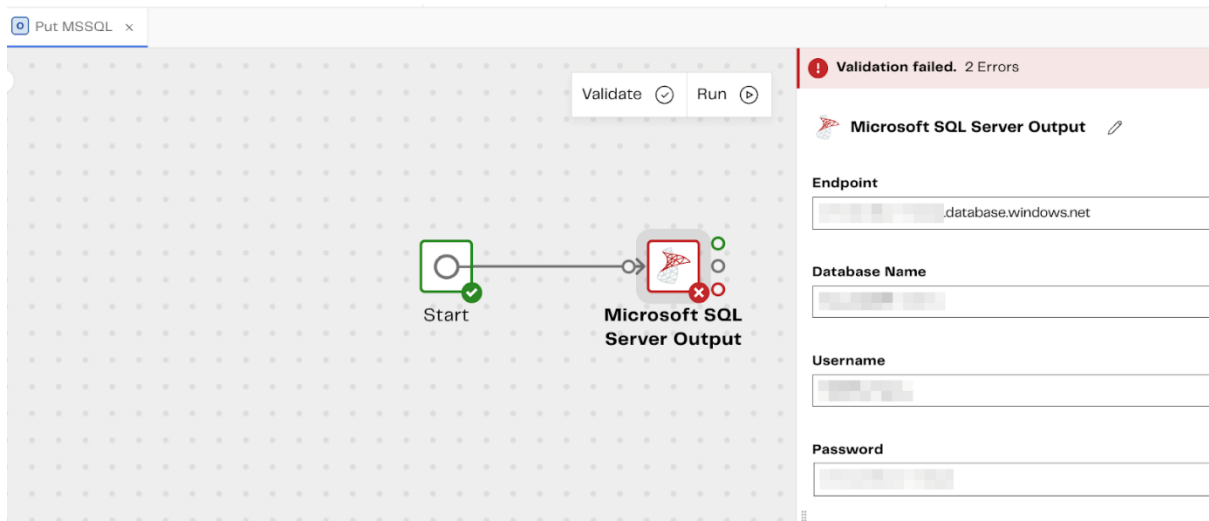 Put MSSQL
Validate
Run
Start
Microsoft SQL
Server Output
Validation failed. 2 Errors
Microsoft SQL Server Output
Endpoint
.database.windows.net
Database Name
Username
Password